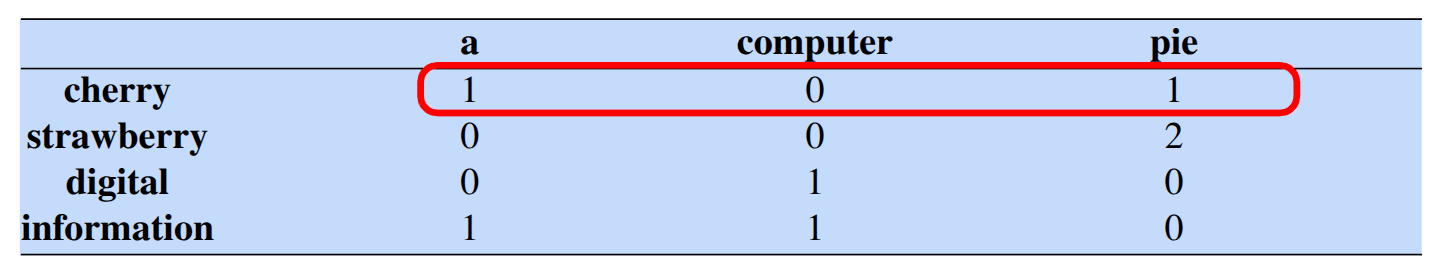 a computer pie
cherry 1 0 1
strawberry 0 0 2
digital 0 1 0
information 1 1 0